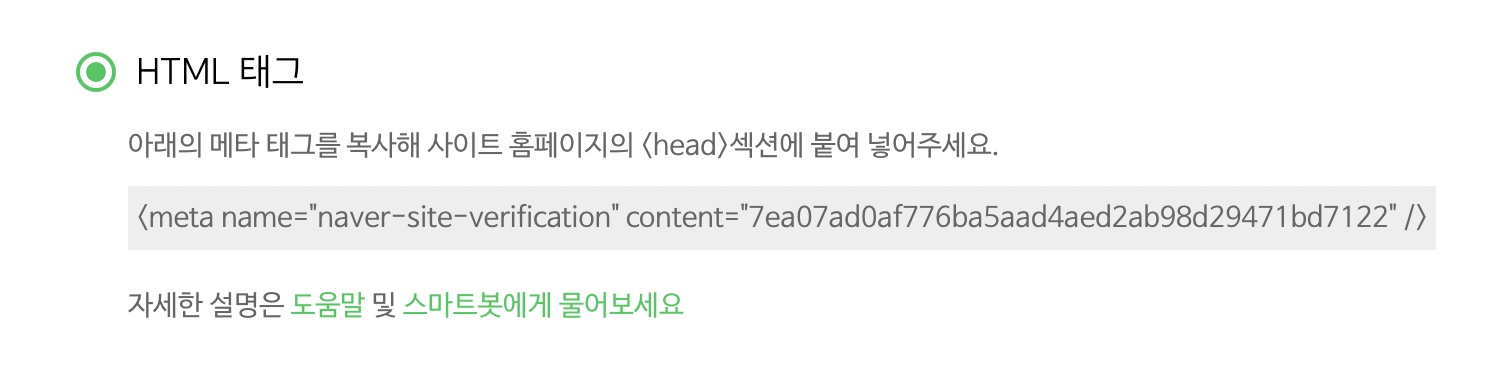 HTML 태그
아래의 메타 태그를 복사해 사이트 홈페이지의 <head>섹션에 붙여 넣어주세요.
<meta name="naver-site-verification" content="7ea07ad0af776ba5aad4aed2ab98d29471bd7122" />
자세한 설명은 도움말 및 스마트봇에게 물어보세요